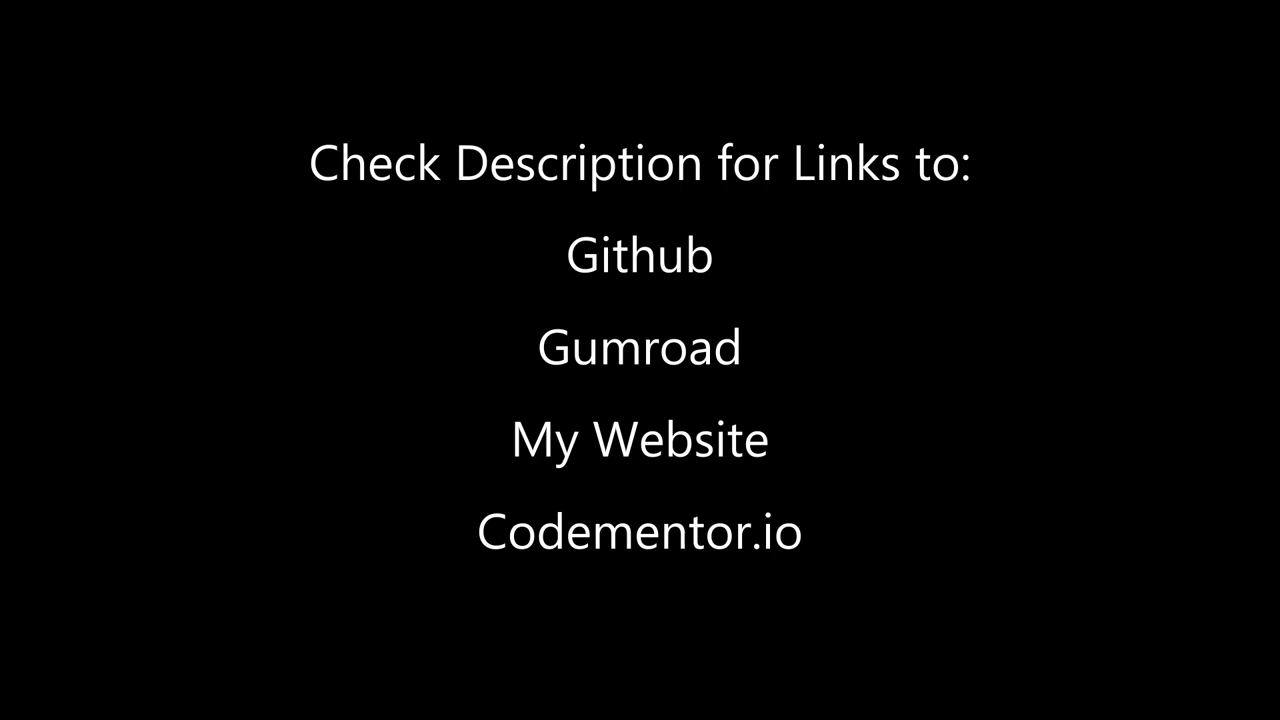 Check Description for Links to:
Github
Gumroad
My Website
Codementor.io